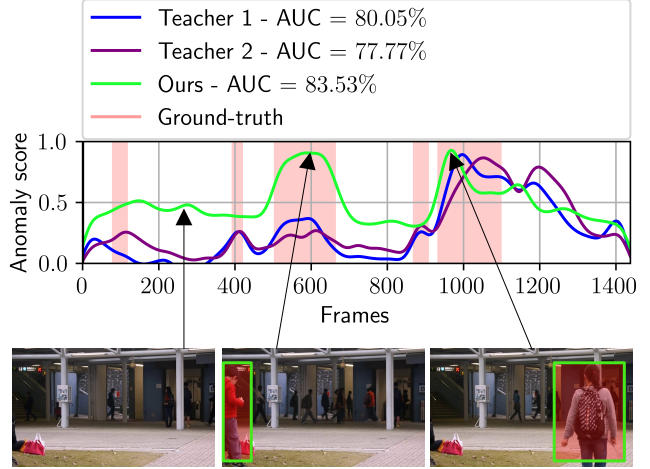 Teacher 1 - AUC = 80.05%
Teacher 2 - AUC = 77.77%
Ours - AUC = 83.53%
Ground-truth
Anomaly score
1.0
0.5
0.0
0 200 400 600 800 1000 1200 1400
Frames